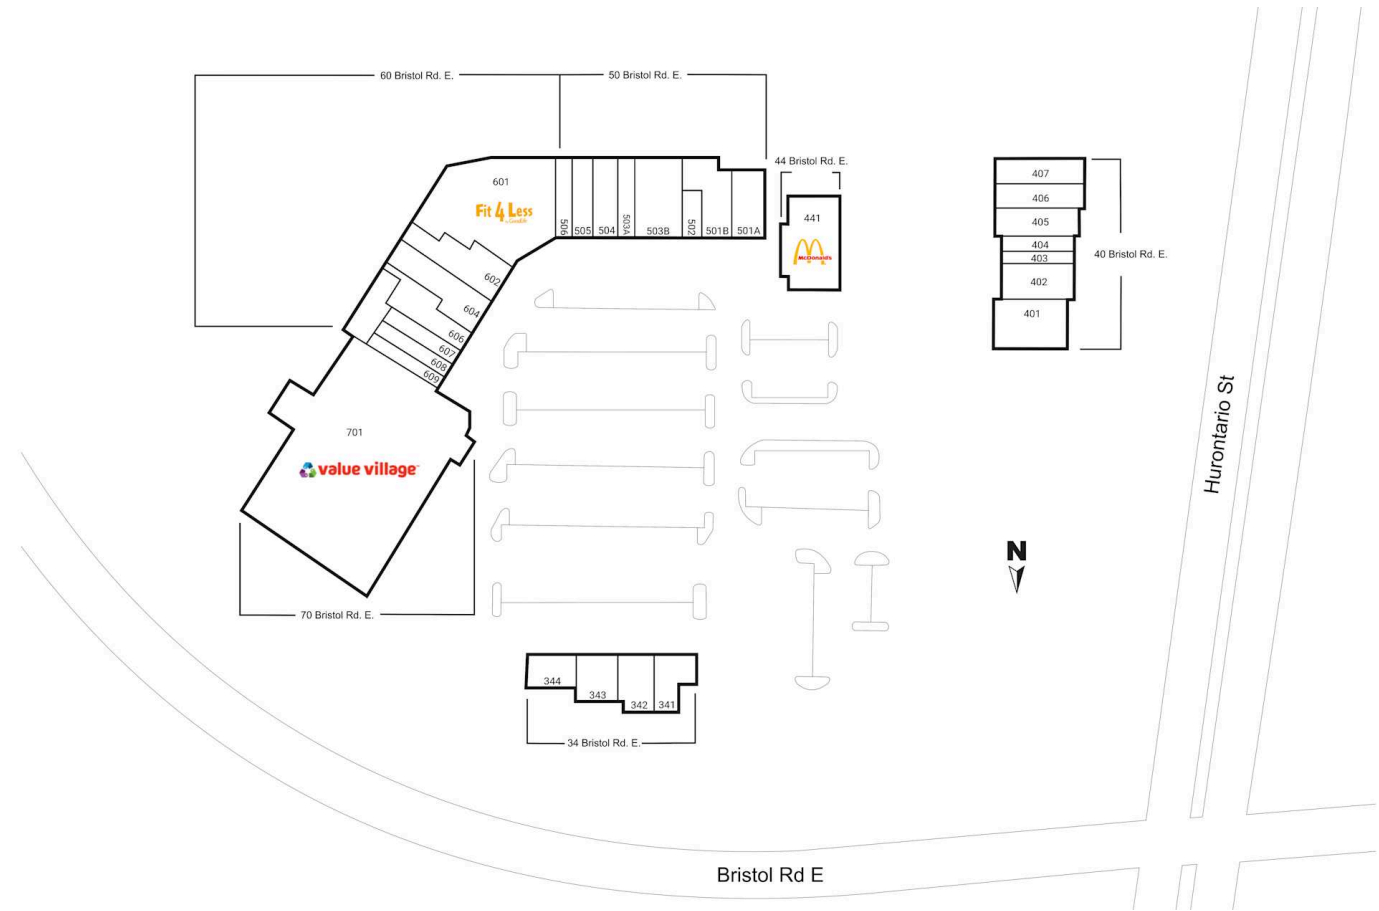 60 Bristol Rd. E.
50 Bristol Rd. E.
44 Bristol Rd. E.
40 Bristol Rd. E.
601
Fit 4 Less
506
505
504
503A
503B
502
501B
501A
441
McDonalds
407
406
405
404
403
402
401
602
604
606
607
608
609
701
value village
70 Bristol Rd. E.
Hurontario St
N
344
343
342
341
34 Bristol Rd. E.
Bristol Rd E